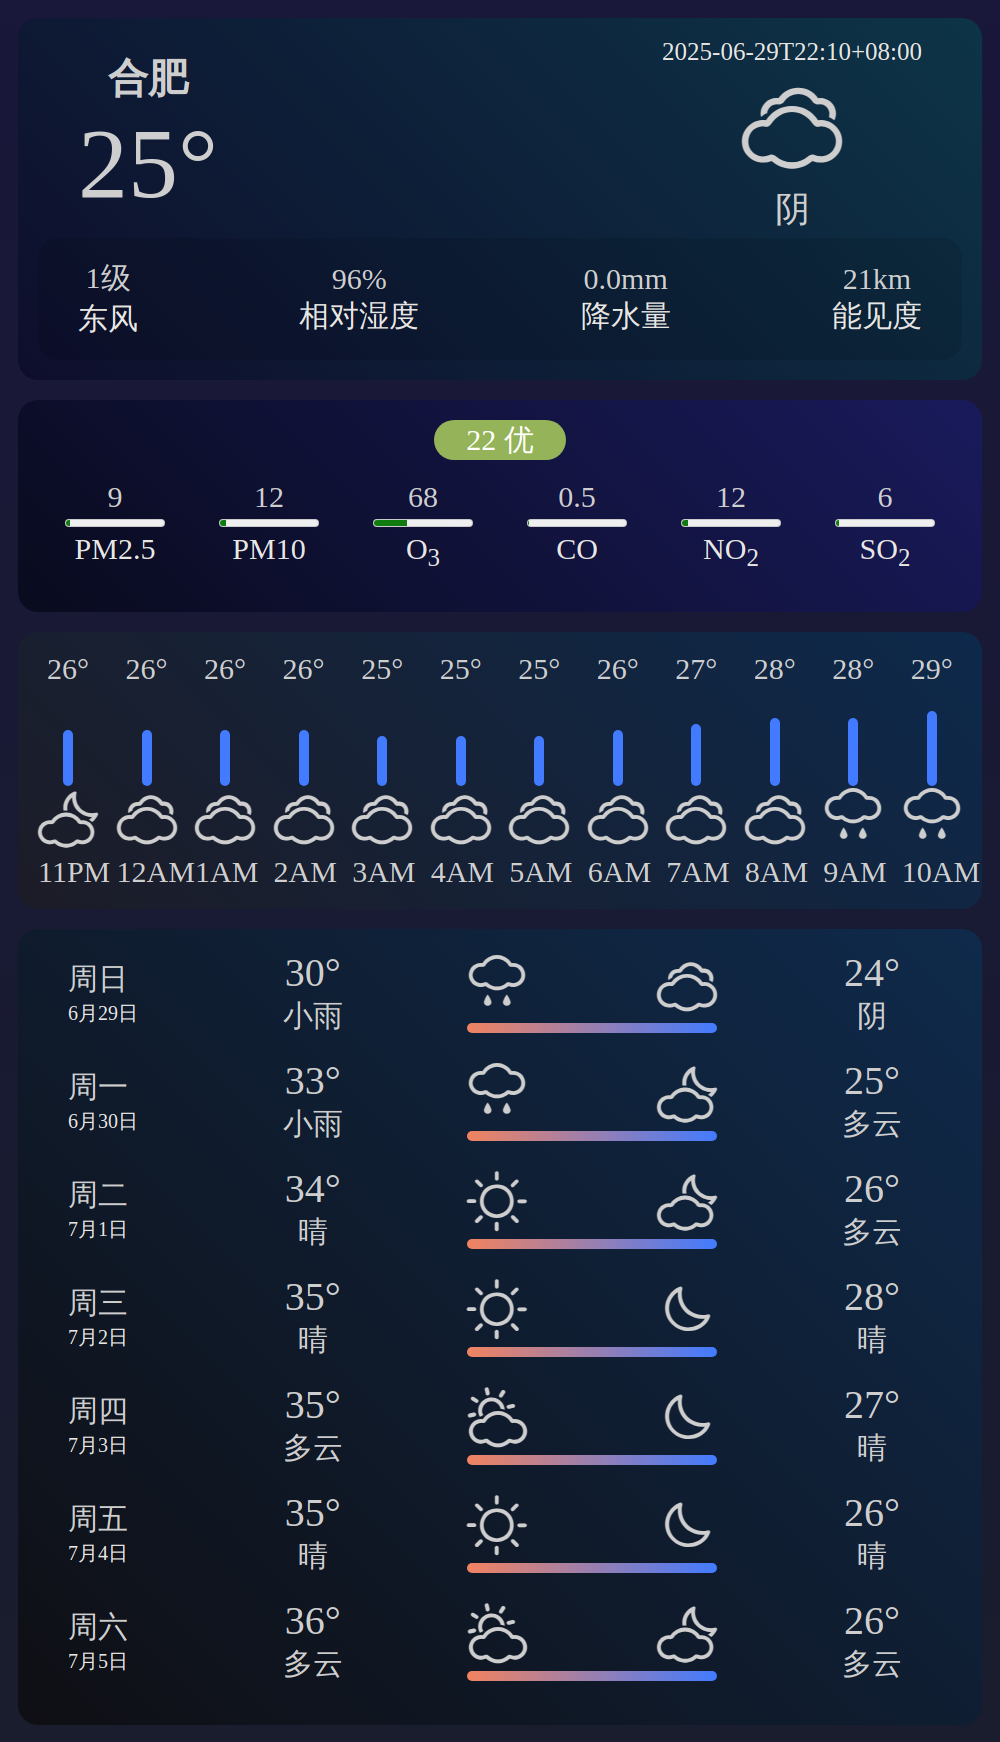 合肥
25°
2025-06-29T22:10+08:00
阴
1级 96% 0.0mm 21km
东风 相对湿度 降水量 能见度
22 优
9 12 68 0.5 12 6
PM2.5 PM10 O3 CO NO2 SO2
26° 26° 26° 26° 25° 25° 25° 26° 27° 28° 28° 29°
11PM 12AM 1AM 2AM 3AM 4AM 5AM 6AM 7AM 8AM 9AM 10AM
周日 30° 24°
6月29日 小雨 阴
周一 33° 25°
6月30日 小雨 多云
周二 34° 26°
7月1日 晴 多云
周三 35° 28°
7月2日 晴 晴
周四 35° 27°
7月3日 多云 晴
周五 35° 26°
7月4日 晴 晴
周六 36° 26°
7月5日 多云 多云